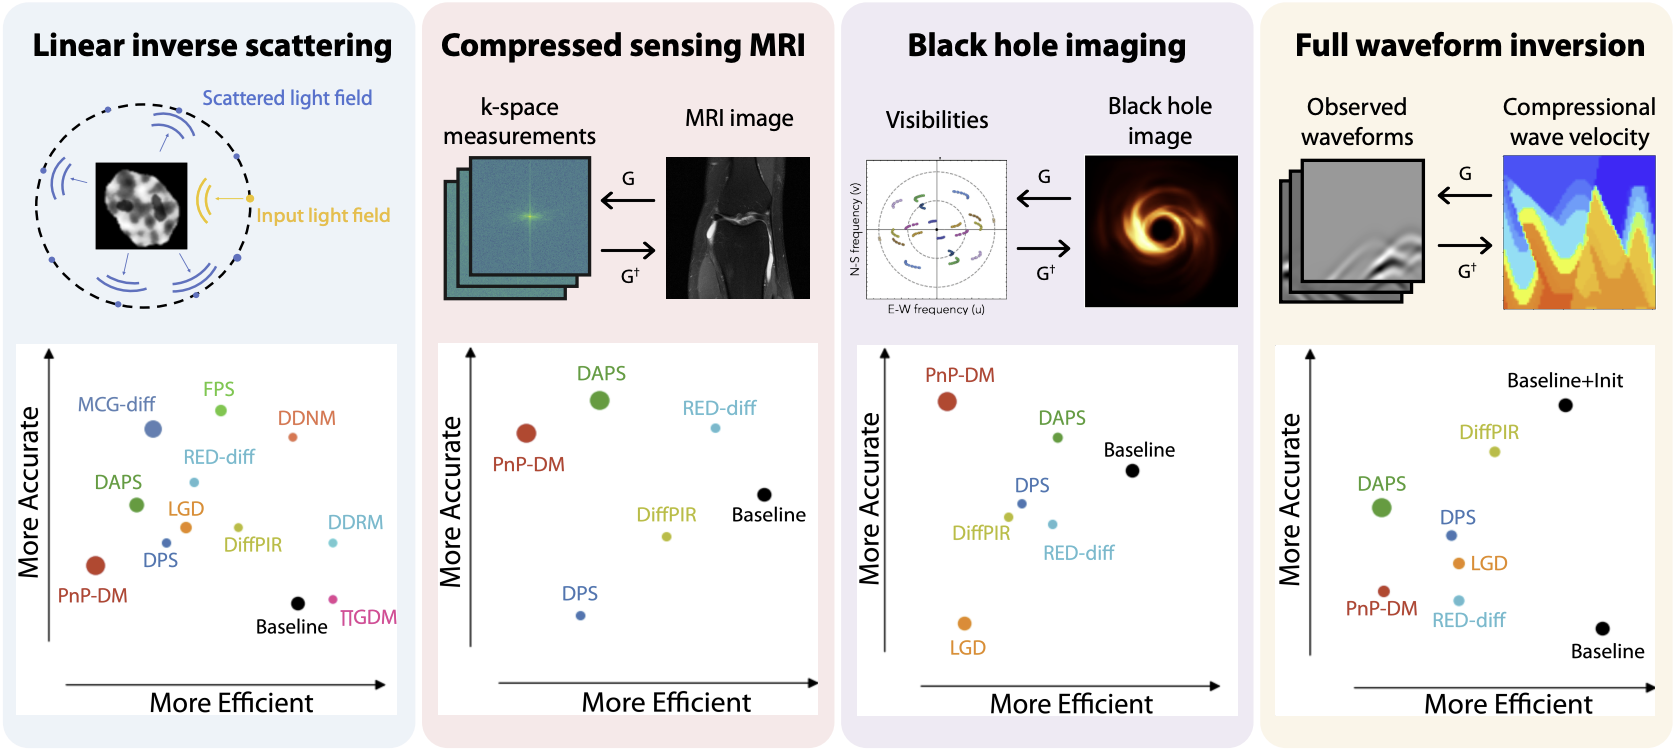 Linear inverse scattering
Scattered light field
Input light field
More Accurate
MCG-diff
FPS
DDNM
RED-diff
DAPS
LGD
DDRM
DPS
DiffPIR
PnP-DM
Baseline
ΠGDM
More Efficient
Compressed sensing MRI
k-space
measurements
MRI image
G
G†
More Accurate
DAPS
RED-diff
PnP-DM
DiffPIR
Baseline
DPS
More Efficient
Black hole imaging
Visibilities
Black hole
image
N-S frequency (v)
E-W frequency (u)
G
G†
More Accurate
PnP-DM
DAPS
Baseline
DPS
DiffPIR
RED-diff
LGD
More Efficient
Full waveform inversion
Observed
waveforms
Compressional
wave velocity
G
G†
More Accurate
Baseline+Init
DiffPIR
DAPS
DPS
LGD
PnP-DM
RED-diff
Baseline
More Efficient